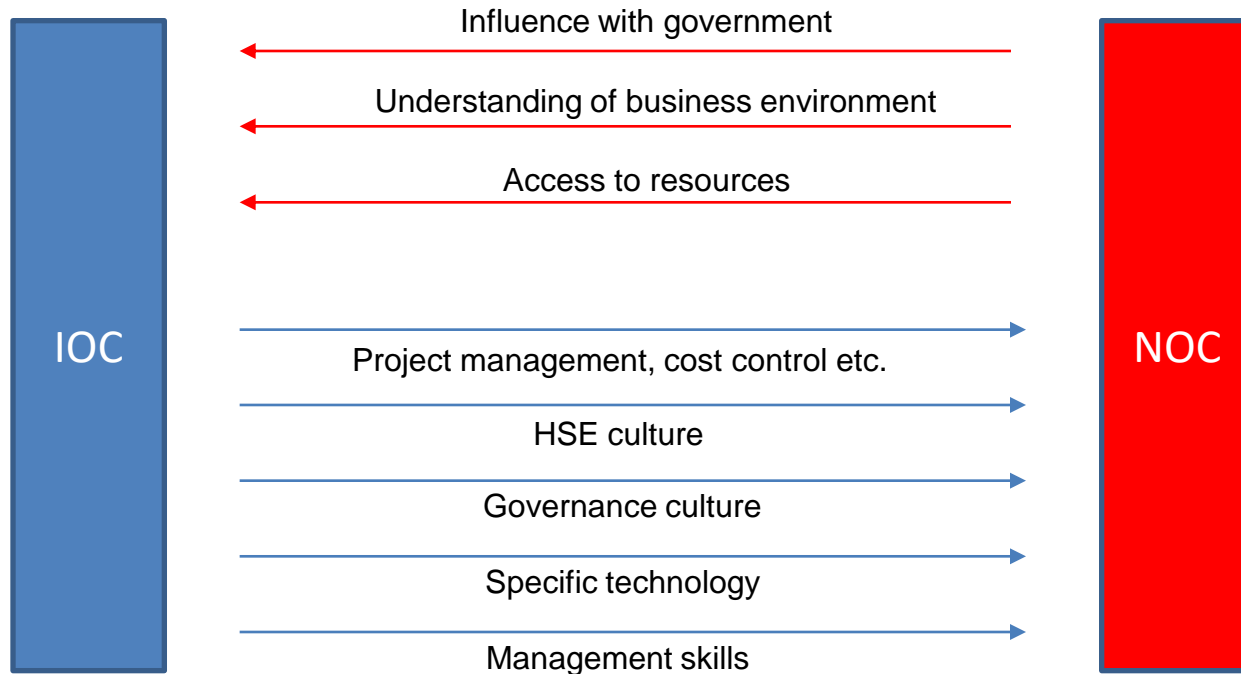 Influence with government
Understanding of business environment
Access to resources
IOC
NOC
Project management, cost control etc.
HSE culture
Governance culture
Specific technology
Management skills